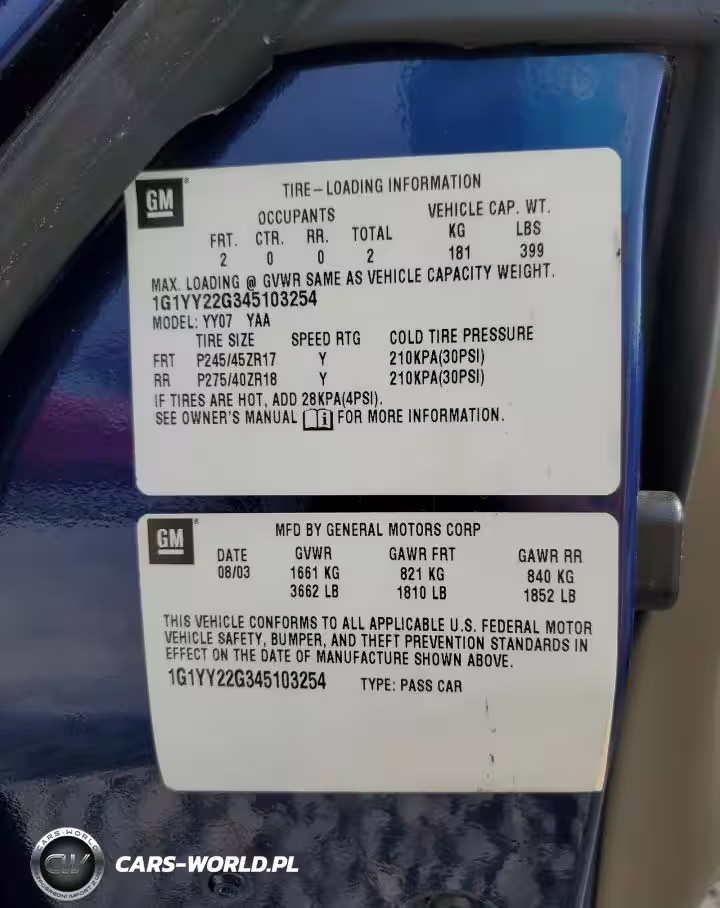 GM®
TIRE-LOADING INFORMATION
OCCUPANTS VEHICLE CAP. WT.
FRT. CTR. RR. TOTAL KG LBS
2 0 0 2 181 399
MAX. LOADING @ GVWR SAME AS VEHICLE CAPACITY WEIGHT.
1G1YY22G345103254
MODEL: YY07 YAA
TIRE SIZE SPEED RTG COLD TIRE PRESSURE
FRT P245/45ZR17 Y 210KPA(30PSI)
RR P275/40ZR18 Y 210KPA(30PSI)
IF TIRES ARE HOT, ADD 28KPA(4PSI).
SEE OWNER'S MANUAL i FOR MORE INFORMATION.
GM®
MFD BY GENERAL MOTORS CORP
DATE GVWR GAWR FRT GAWR RR
08/03 1661 KG 821 KG 840 KG
3662 LB 1810 LB 1852 LB
THIS VEHICLE CONFORMS TO ALL APPLICABLE U.S. FEDERAL MOTOR
VEHICLE SAFETY, BUMPER, AND THEFT PREVENTION STANDARDS IN
EFFECT ON THE DATE OF MANUFACTURE SHOWN ABOVE.
1G1YY22G345103254 TYPE: PASS CAR
CARS-WORLD
CW
CARS-WORLD.PL